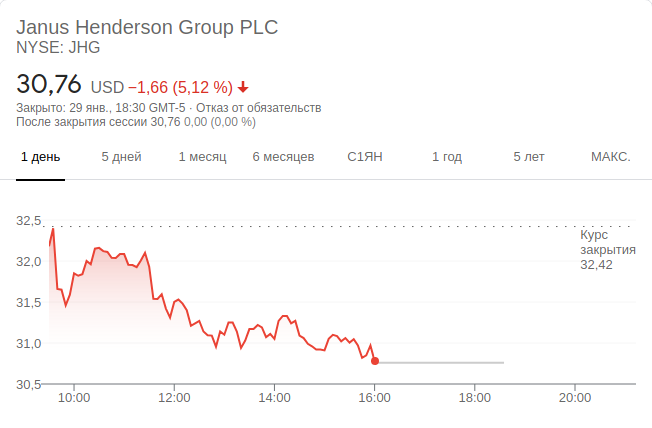 Janus Henderson Group PLC
NYSE: JHG
30,76 USD −1,66 (5,12 %)
Закрыто: 29 янв., 18:30 GMT-5 · Отказ от обязательств
После закрытия сессии 30,76 0,00 (0,00 %)
1 день 5 дней 1 месяц 6 месяцев С1ЯН 1 год 5 лет МАКС.
32,5
Курс
закрытия
32,42
32,0
31,5
31,0
30,5
10:00 12:00 14:00 16:00 18:00 20:00